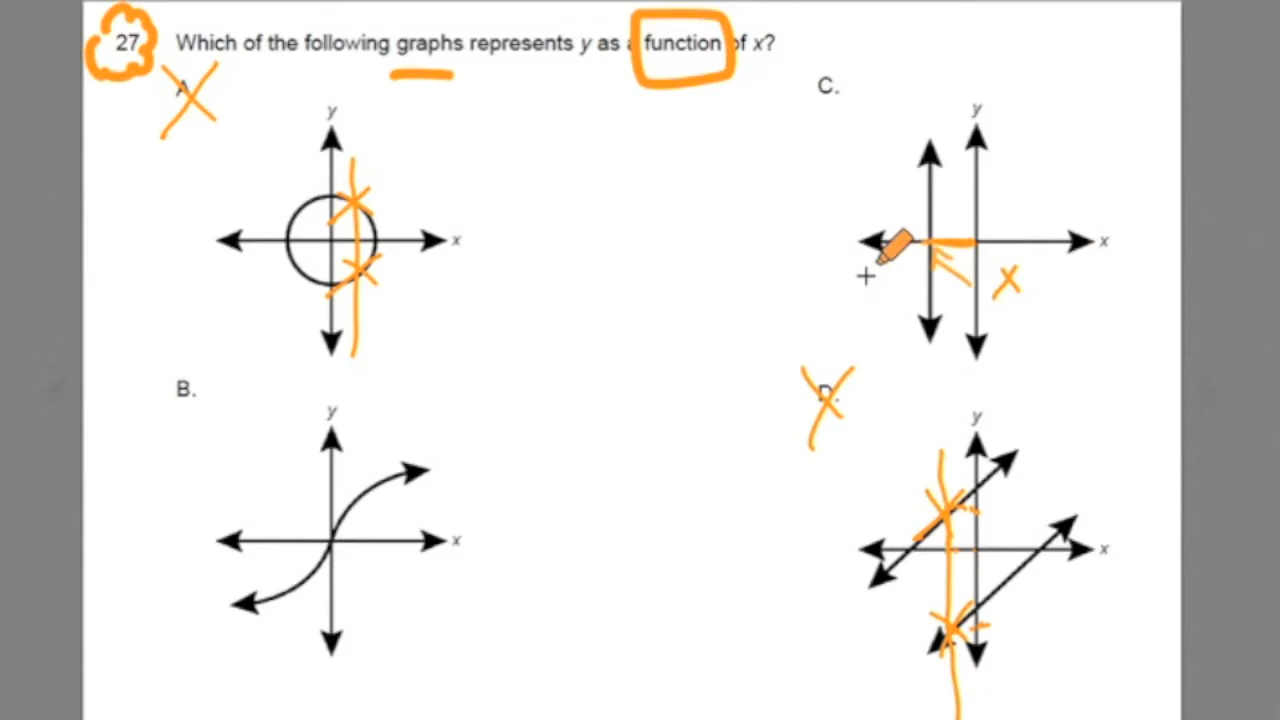 27 Which of the following graphs represents y as a function of x?
A.
y
x
C.
y
x
X
B.
y
x
D.
y
x